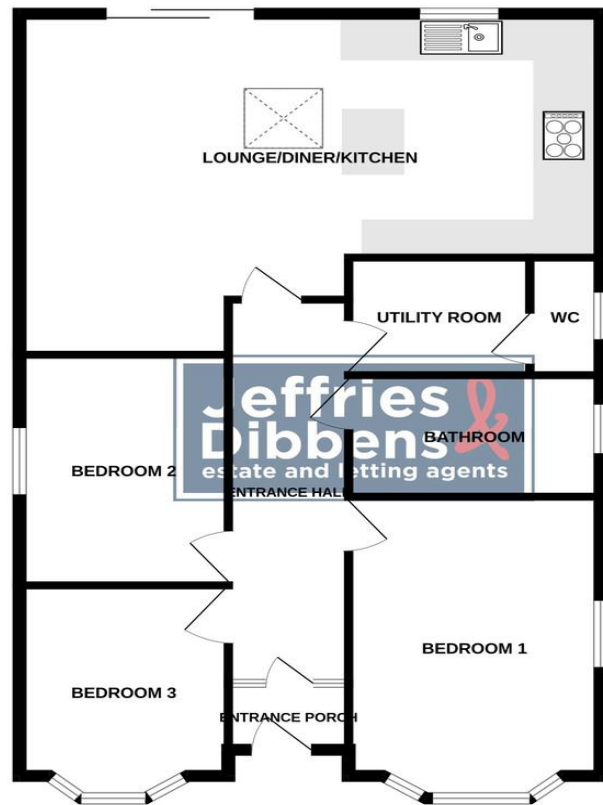 LOUNGE/DINER/KITCHEN
UTILITY ROOM
WC
Jeffries
Dibbens
estate and letting agents
BATHROOM
BEDROOM 2
ENTRANCE HALL
BEDROOM 1
BEDROOM 3
ENTRANCE PORCH